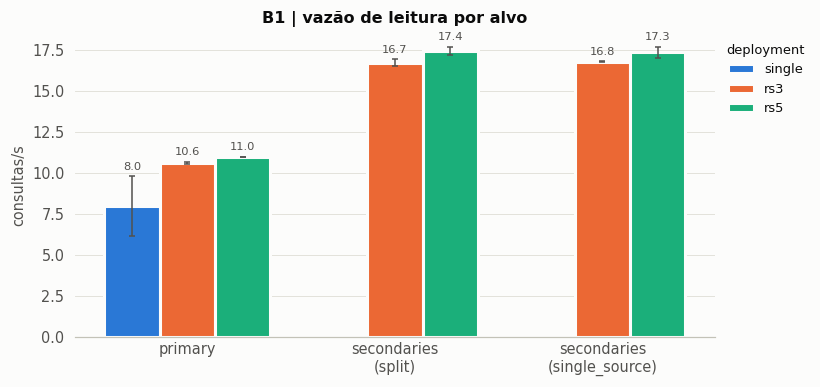 B1 | vazão de leitura por alvo
consultas/s
17.5
15.0
12.5
10.0
7.5
5.0
2.5
0.0
8.0
10.6
11.0
16.7
17.4
16.8
17.3
primary
secondaries
(split)
secondaries
(single_source)
deployment
single
rs3
rs5